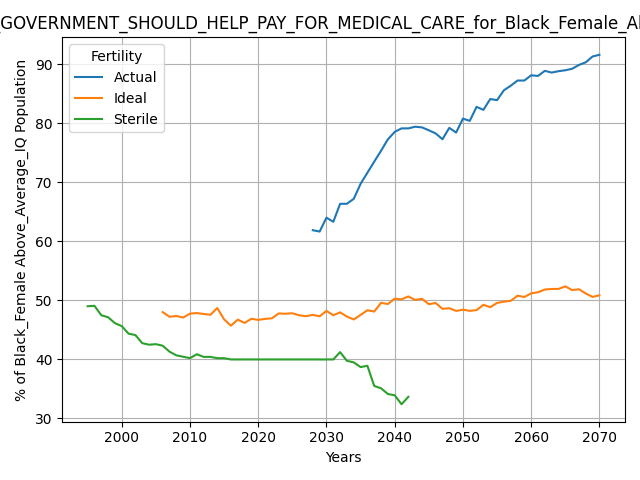 _GOVERNMENT_SHOULD_HELP_PAY_FOR_MEDICAL_CARE_for_Black_Female_A
% of Black_Female Above_Average_IQ Population
Fertility
Actual
Ideal
Sterile
90
80
70
60
50
40
30
2000
2010
2020
2030
2040
2050
2060
2070
Years